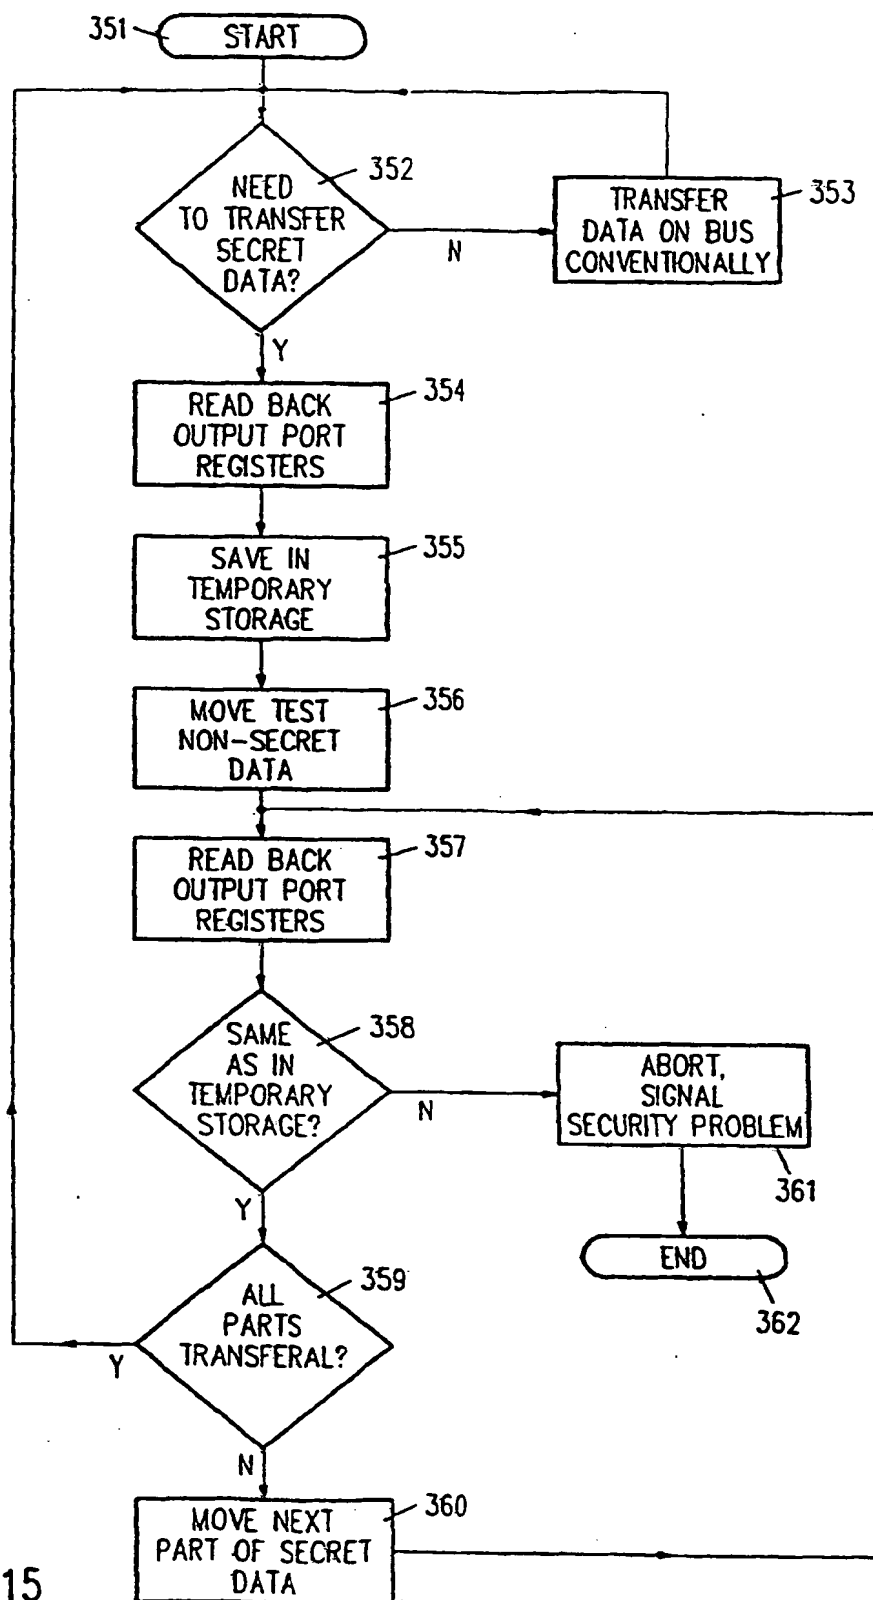 351
START
352
NEED
TO TRANSFER
SECRET
DATA?
N
Y
353
TRANSFER
DATA ON BUS
CONVENTIONALLY
354
READ BACK
OUTPUT PORT
REGISTERS
355
SAVE IN
TEMPORARY
STORAGE
356
MOVE TEST
NON-SECRET
DATA
357
READ BACK
OUTPUT PORT
REGISTERS
358
SAME
AS IN
TEMPORARY
STORAGE?
N
Y
ABORT,
SIGNAL
SECURITY PROBLEM
361
END
362
359
ALL
PARTS
TRANSFERAL?
Y
N
360
MOVE NEXT
PART OF SECRET
DATA
15